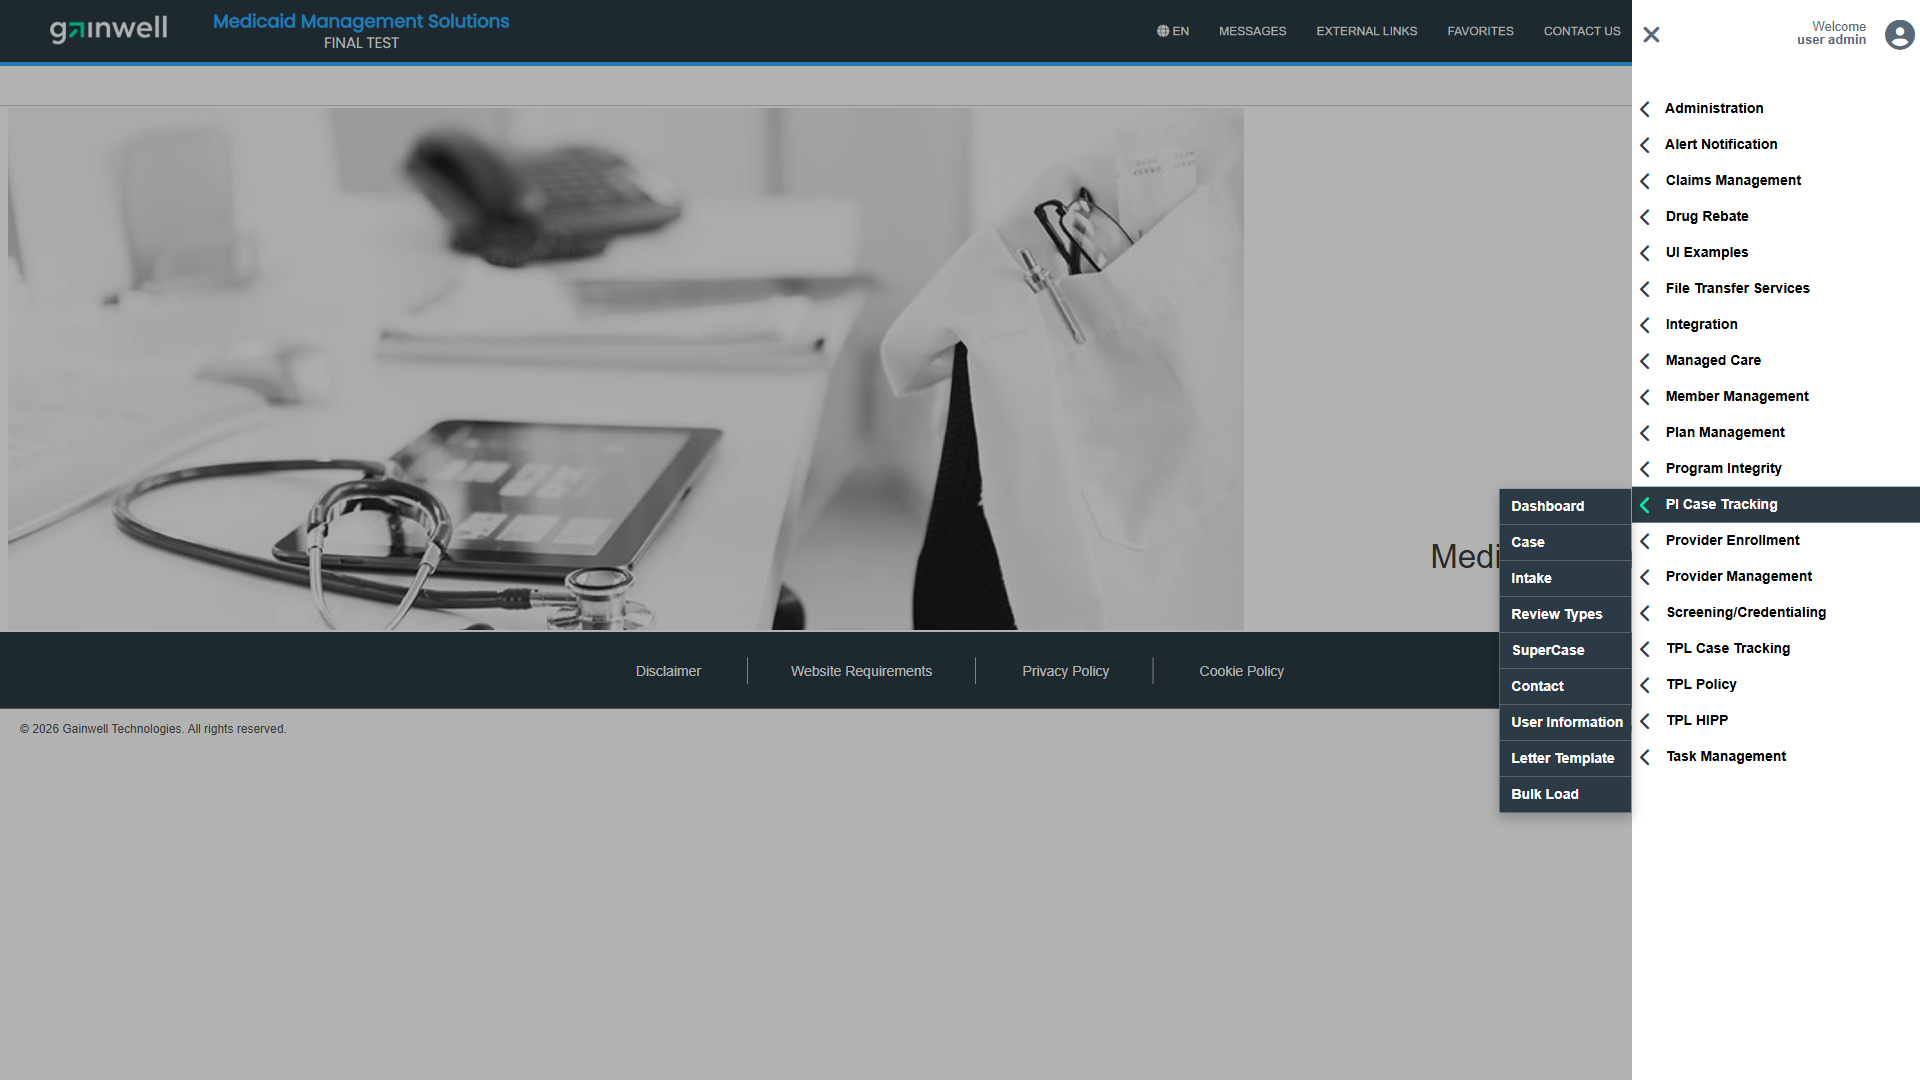 gainwell
Medicaid Management Solutions
FINAL TEST
EN
MESSAGES
EXTERNAL LINKS
FAVORITES
CONTACT US
Welcome
user admin
Administration
Alert Notification
Claims Management
Drug Rebate
UI Examples
File Transfer Services
Integration
Managed Care
Member Management
Plan Management
Program Integrity
PI Case Tracking
Provider Enrollment
Provider Management
Screening/Credentialing
TPL Case Tracking
TPL Policy
TPL HIPP
Task Management
Dashboard
Case
Intake
Review Types
SuperCase
Contact
User Information
Letter Template
Bulk Load
Medi
Disclaimer
Website Requirements
Privacy Policy
Cookie Policy
© 2026 Gainwell Technologies. All rights reserved.